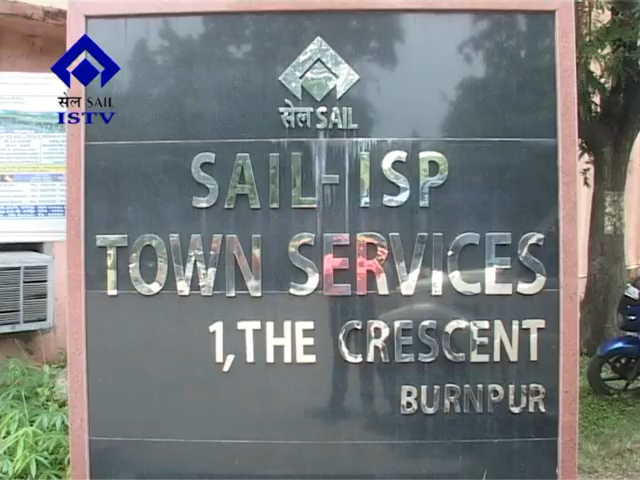 सेल SAIL
ISTV
सेल SAIL
SAIL-ISP
TOWN SERVICES
1, THE CRESCENT
BURNPUR